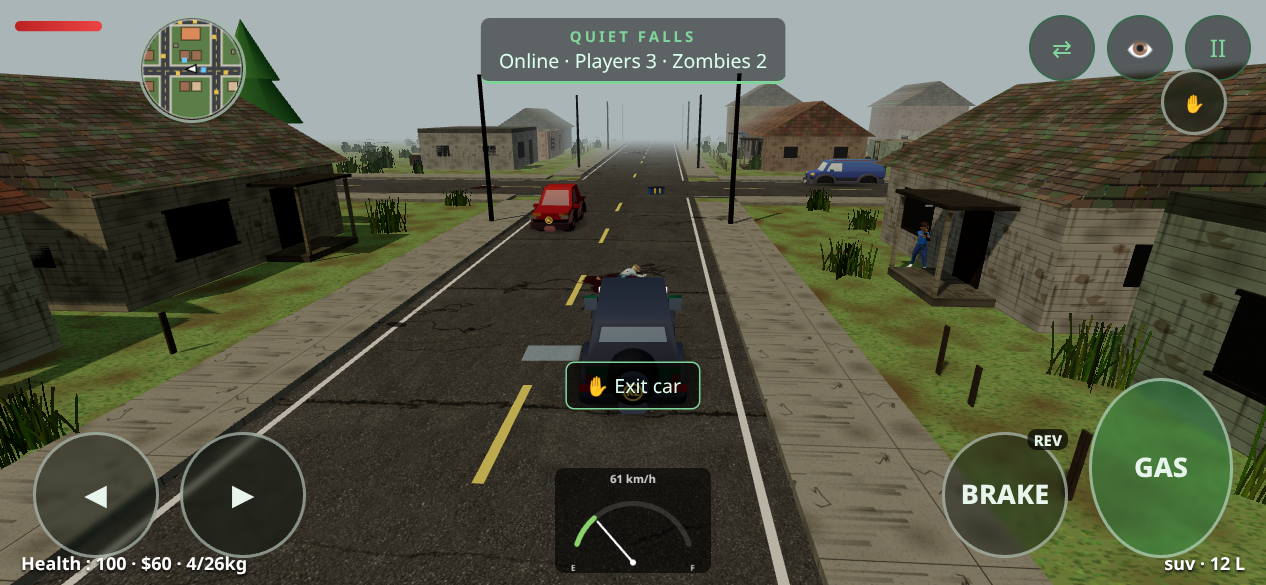 QUIET FALLS
Online · Players 3 · Zombies 2
✋ Exit car
REV
BRAKE
GAS
61 km/h
E
F
Health : 100 · $60 · 4/26kg
suv · 12 L